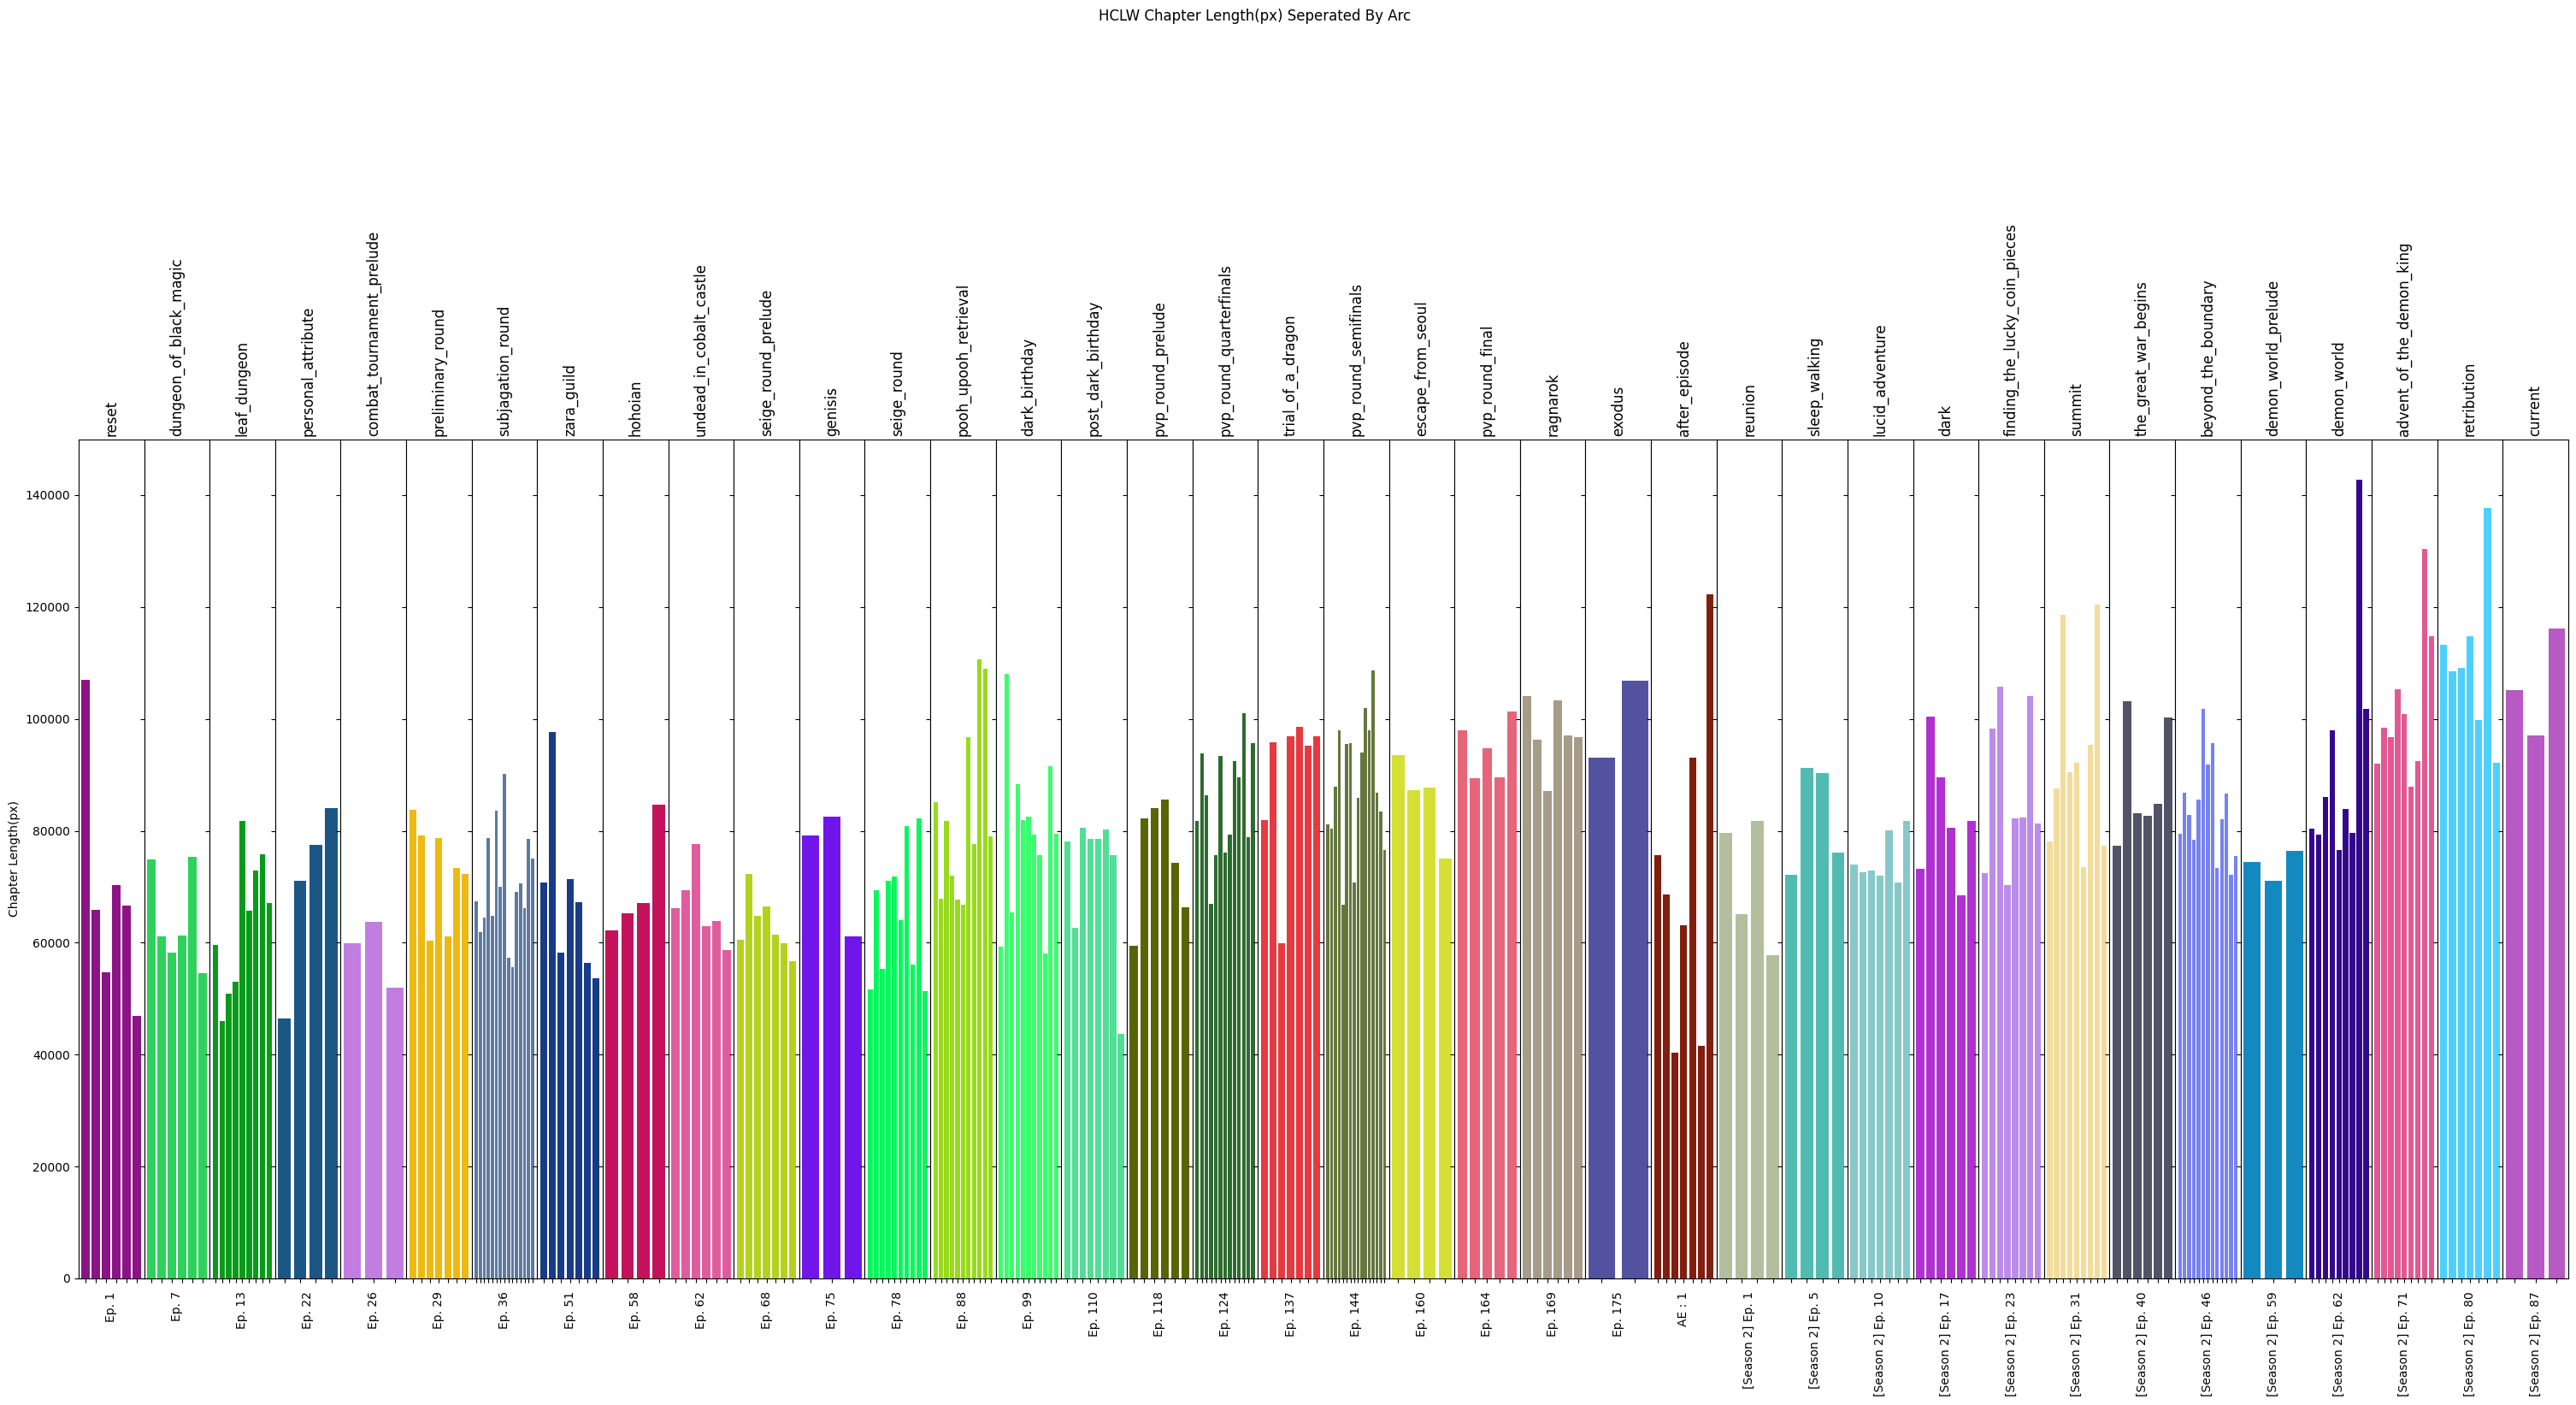 HCLW Chapter Length(px) Seperated By Arc
reset
dungeon_of_black_magic
leaf_dungeon
personal_attribute
combat_tournament_prelude
preliminary_round
subjagation_round
zara_guild
hohoian
undead_in_cobalt_castle
seige_round_prelude
genisis
seige_round
pooh_upooh_retrieval
dark_birthday
post_dark_birthday
pvp_round_prelude
pvp_round_quarterfinals
trial_of_a_dragon
pvp_round_semifinals
escape_from_seoul
pvp_round_final
ragnarok
exodus
after_episode
reunion
sleep_walking
lucid_adventure
dark
finding_the_lucky_coin_pieces
summit
the_great_war_begins
beyond_the_boundary
demon_world_prelude
demon_world
advent_of_the_demon_king
retribution
current
Chapter Length(px)
140000
120000
100000
80000
60000
40000
20000
0
Ep. 1
Ep. 7
Ep. 13
Ep. 22
Ep. 26
Ep. 29
Ep. 36
Ep. 51
Ep. 58
Ep. 62
Ep. 68
Ep. 75
Ep. 78
Ep. 88
Ep. 99
Ep. 110
Ep. 118
Ep. 124
Ep. 137
Ep. 144
Ep. 160
Ep. 164
Ep. 169
Ep. 175
AE : 1
[Season 2] Ep. 1
[Season 2] Ep. 5
[Season 2] Ep. 10
[Season 2] Ep. 17
[Season 2] Ep. 23
[Season 2] Ep. 31
[Season 2] Ep. 40
[Season 2] Ep. 46
[Season 2] Ep. 59
[Season 2] Ep. 62
[Season 2] Ep. 71
[Season 2] Ep. 80
[Season 2] Ep. 87